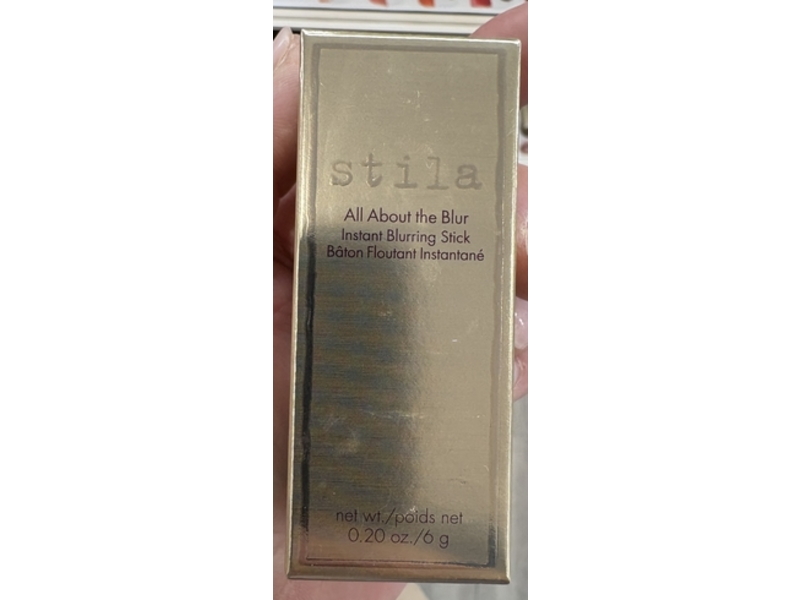 stila
All About the Blur
Instant Blurring Stick
Bâton Floutant Instantané
net wt./poids net
0.20 oz./6 g